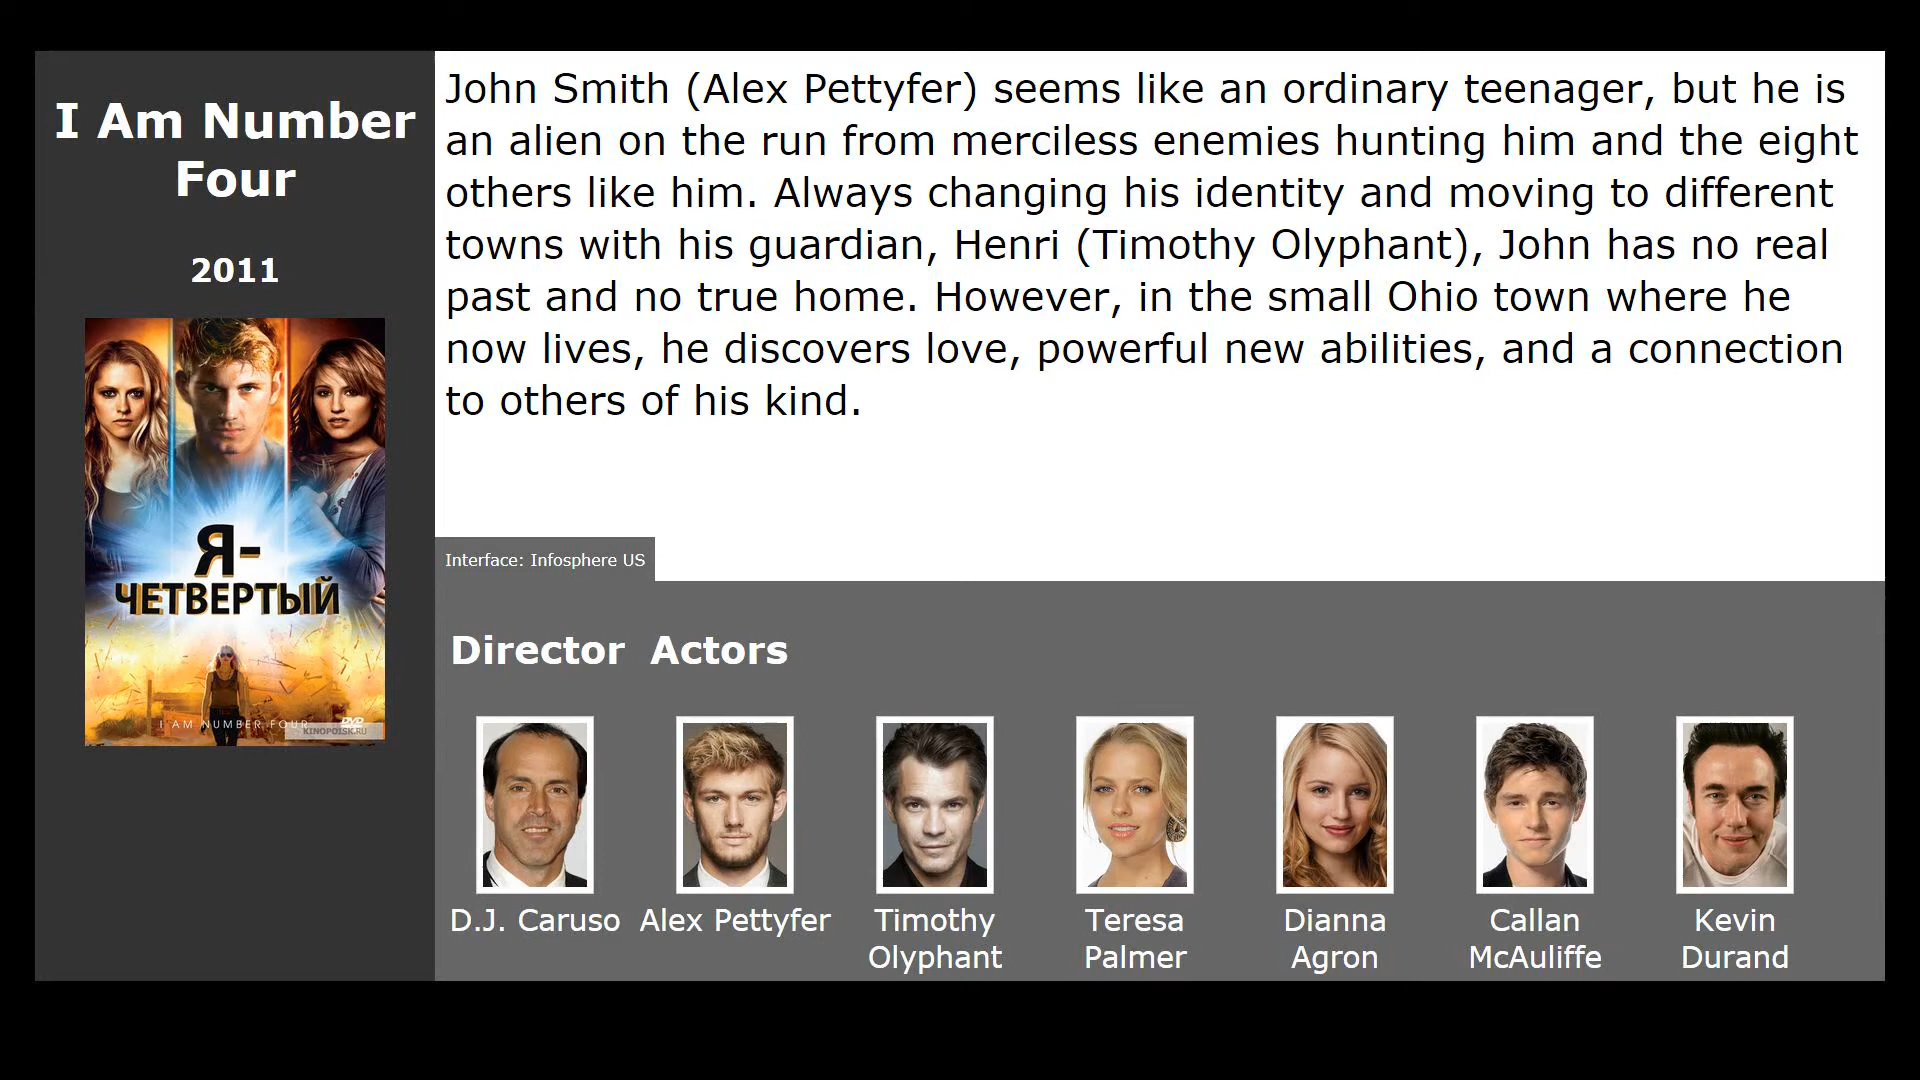 I Am Number
Four
2011
Я-
ЧЕТВЕРТЫЙ
I AM NUMBER FOUR
DVD
KINOPOISK.RU
John Smith (Alex Pettyfer) seems like an ordinary teenager, but he is
an alien on the run from merciless enemies hunting him and the eight
others like him. Always changing his identity and moving to different
towns with his guardian, Henri (Timothy Olyphant), John has no real
past and no true home. However, in the small Ohio town where he
now lives, he discovers love, powerful new abilities, and a connection
to others of his kind.
Interface: Infosphere US
Director Actors
D.J. Caruso Alex Pettyfer Timothy Teresa Dianna Callan Kevin
Olyphant Palmer Agron McAuliffe Durand